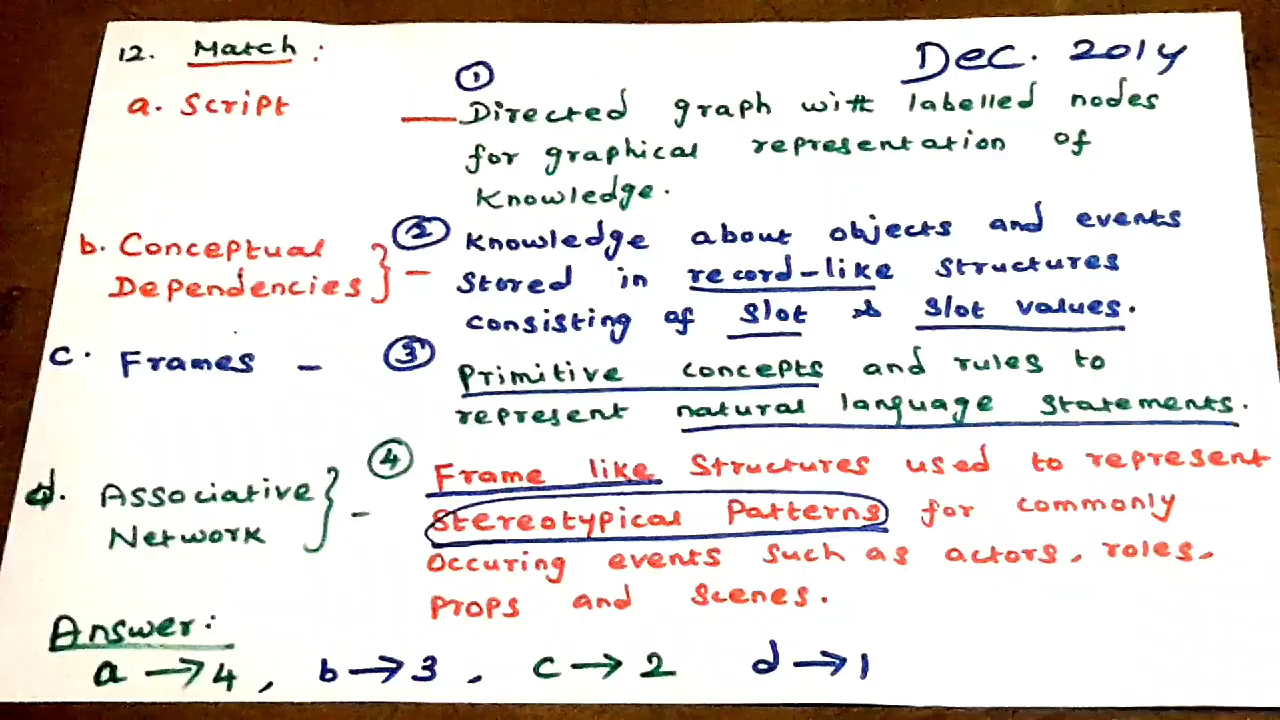 12. Match :
Dec. 2014
a. Script
①
— Directed graph with labelled nodes
for graphical representation of
Knowledge.
b. Conceptual
Dependencies } —
② Knowledge about objects and events
stored in record-like structures
consisting of slot & slot values.
c. Frames —
③ Primitive concepts and rules to
represent natural language statements.
d. Associative
Network } —
④ Frame like structures used to represent
stereotypical patterns for commonly
occuring events such as actors, roles,
props and scenes.
Answer:
a → 4, b → 3, c → 2 d → 1